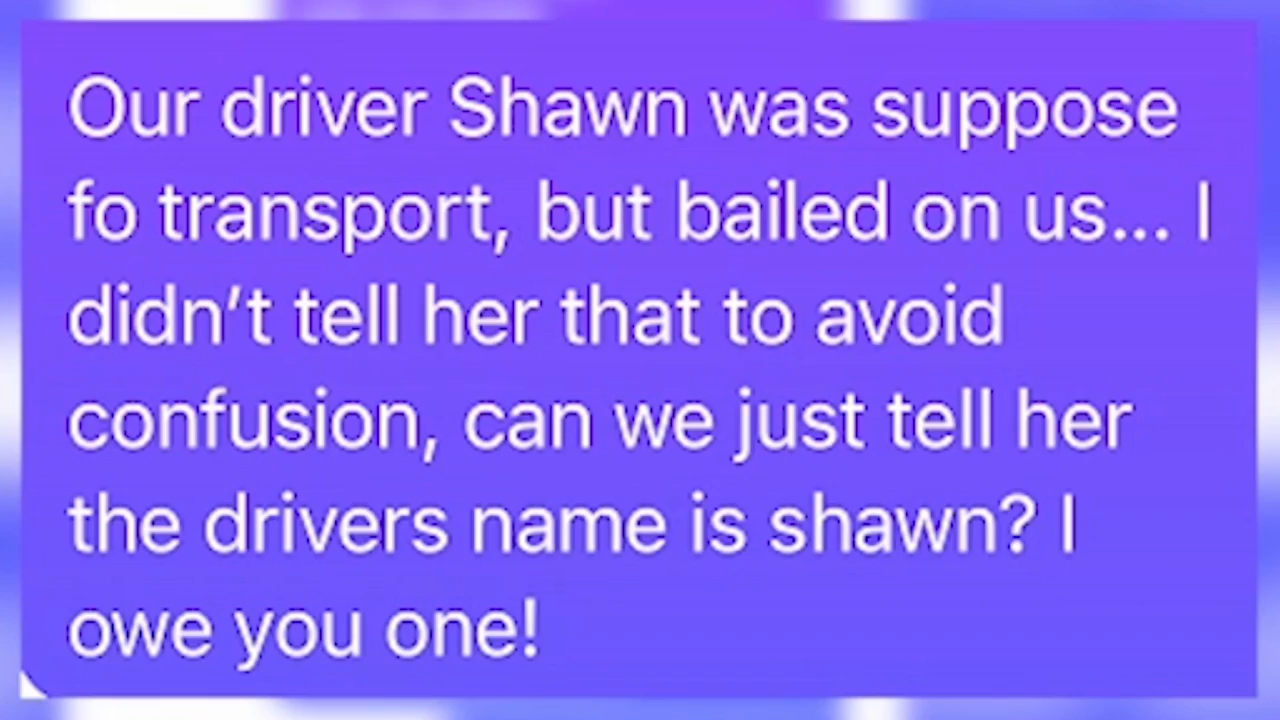 Our driver Shawn was suppose
fo transport, but bailed on us... I
didn’t tell her that to avoid
confusion, can we just tell her
the drivers name is shawn? I
owe you one!